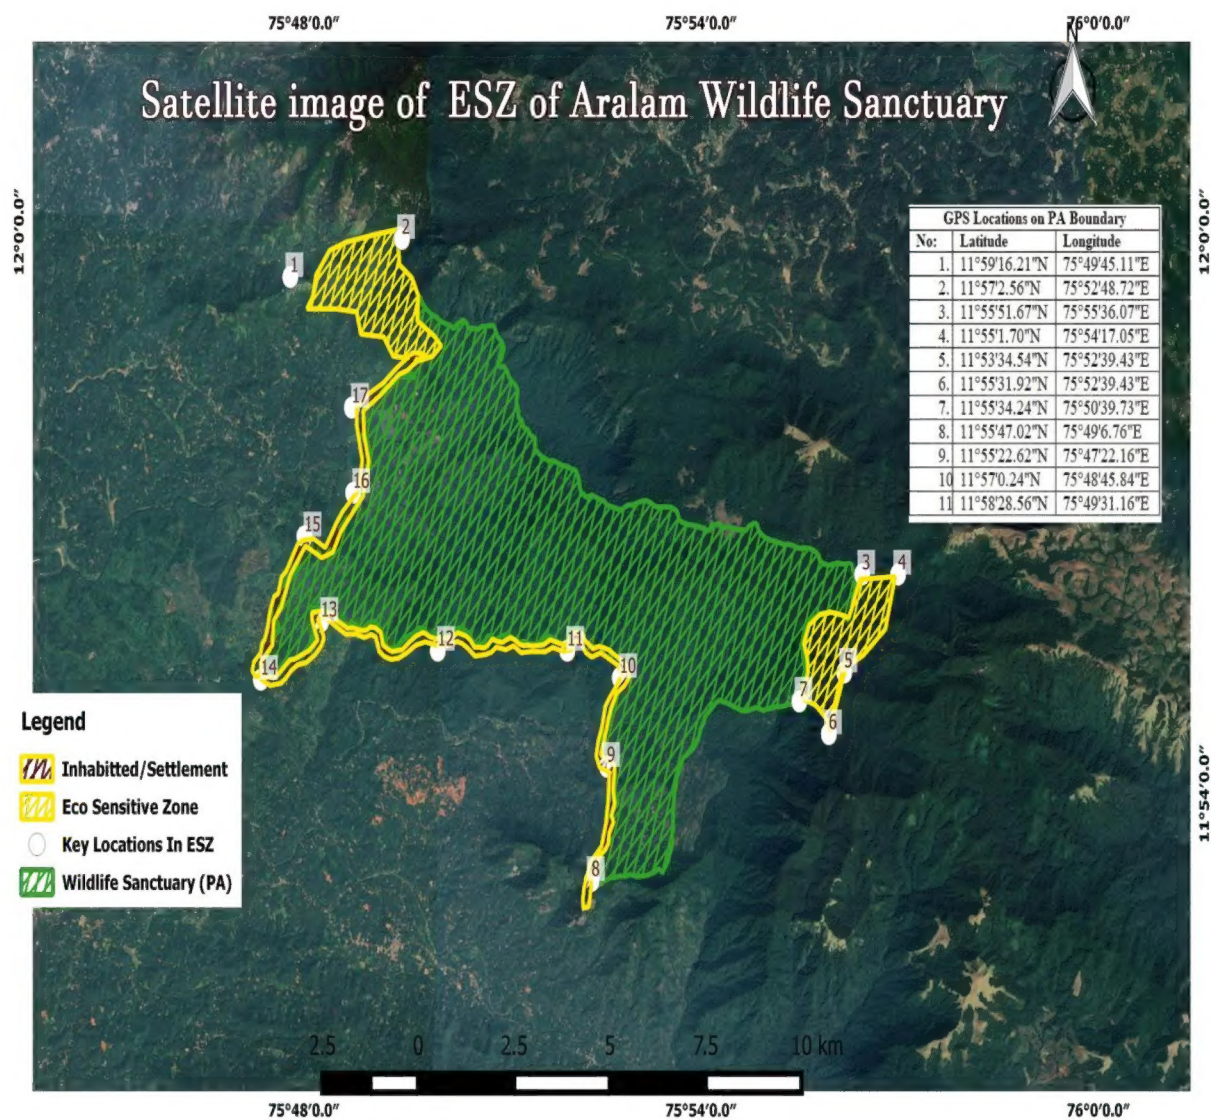 75°48'0.0" 75°54'0.0" 76°0'0.0"
N
Satellite image of ESZ of Aralam Wildlife Sanctuary
12°0'0.0"
12°0'0.0"
GPS Locations on PA Boundary
No: Latitude Longitude
1. 11°59'16.21"N 75°49'45.11"E
2. 11°57'2.56"N 75°52'48.72"E
3. 11°55'51.67"N 75°55'36.07"E
4. 11°55'1.70"N 75°54'17.05"E
5. 11°53'34.54"N 75°52'39.43"E
6. 11°55'31.92"N 75°52'39.43"E
7. 11°55'34.24"N 75°50'39.73"E
8. 11°55'47.02"N 75°49'6.76"E
9. 11°55'22.62"N 75°47'22.16"E
10 11°57'0.24"N 75°48'45.84"E
11 11°58'28.56"N 75°49'31.16"E
2
1
17
16
15
3 4
13
12 11
14 10 5
7
6
9
8
Legend
Inhabitted/Settlement
Eco Sensitive Zone
Key Locations In ESZ
Wildlife Sanctuary (PA)
11°54'0.0"
2.5 0 2.5 5 7.5 10 km
75°48'0.0" 75°54'0.0" 76°0'0.0"